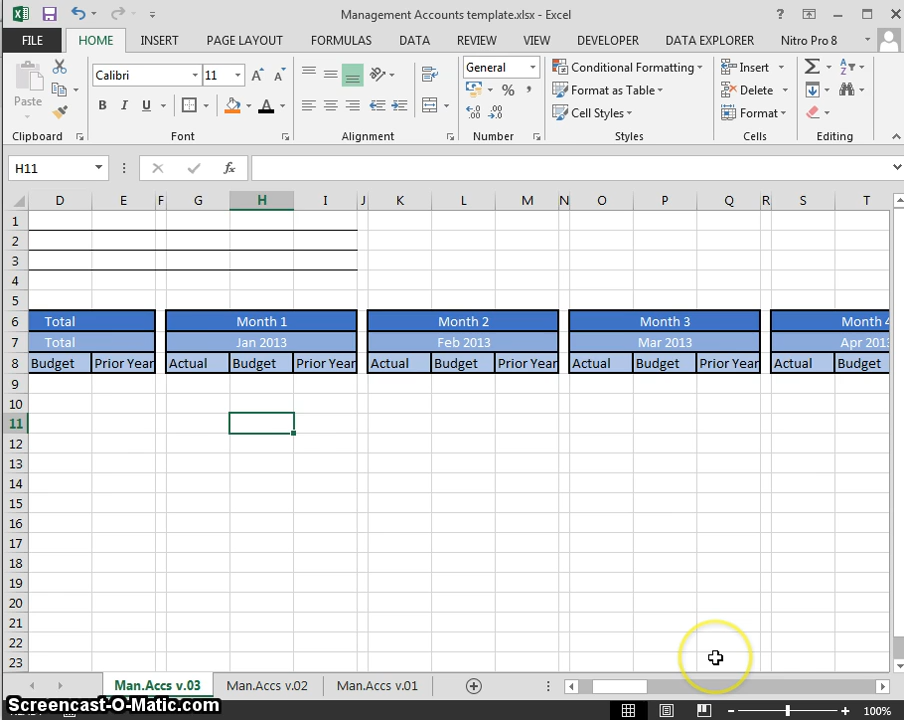 Management Accounts template.xlsx - Excel
FILE HOME INSERT PAGE LAYOUT FORMULAS DATA REVIEW VIEW DEVELOPER DATA EXPLORER Nitro Pro 8
Calibri 11 General Conditional Formatting Insert
Paste Format as Table Delete
B I U A % Cell Styles Format
Clipboard Font Alignment Number Styles Cells Editing
H11 fx
D E F G H I J K L M N O P Q R S T
1
2
3
4
5
6 Total Month 1 Month 2 Month 3 Month 4
7 Total Jan 2013 Feb 2013 Mar 2013 Apr 2013
8 Budget Prior Year Actual Budget Prior Year Actual Budget Prior Year Actual Budget Prior Year Actual Budget
9
10
11
12
13
14
15
16
17
18
19
20
21
22
23
Man.Accs v.03 Man.Accs v.02 Man.Accs v.01
Screencast-O-Matic.com 100%